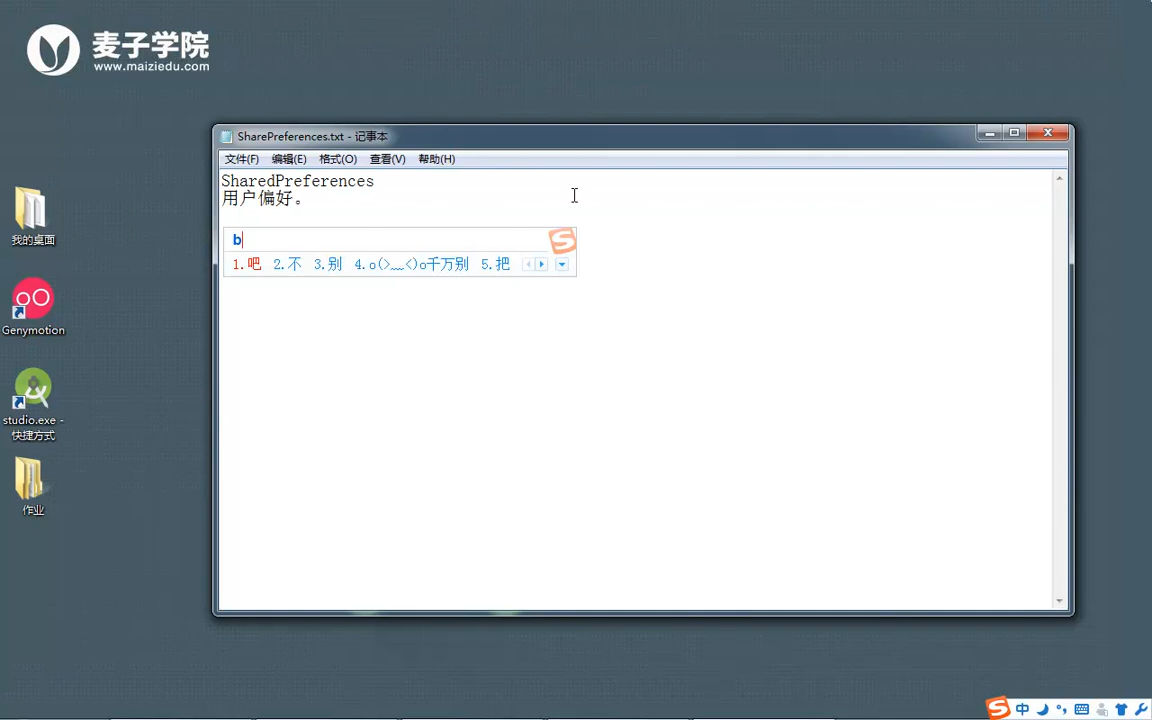 麦子学院
www.maiziedu.com
SharePreferences.txt - 记事本
文件(F) 编辑(E) 格式(O) 查看(V) 帮助(H)
SharedPreferences
用户偏好。
b
1.吧 2.不 3.别 4.o(>﹏<)o千万别 5.把
我的桌面
Genymotion
studio.exe -
快捷方式
作业
中